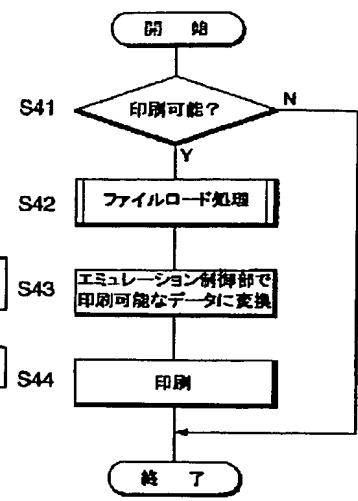 開 始
S41
印刷可能？
N
Y
S42
ファイルロード処理
S43
エミュレーション制御部で
印刷可能なデータに変換
S44
印刷
終 了